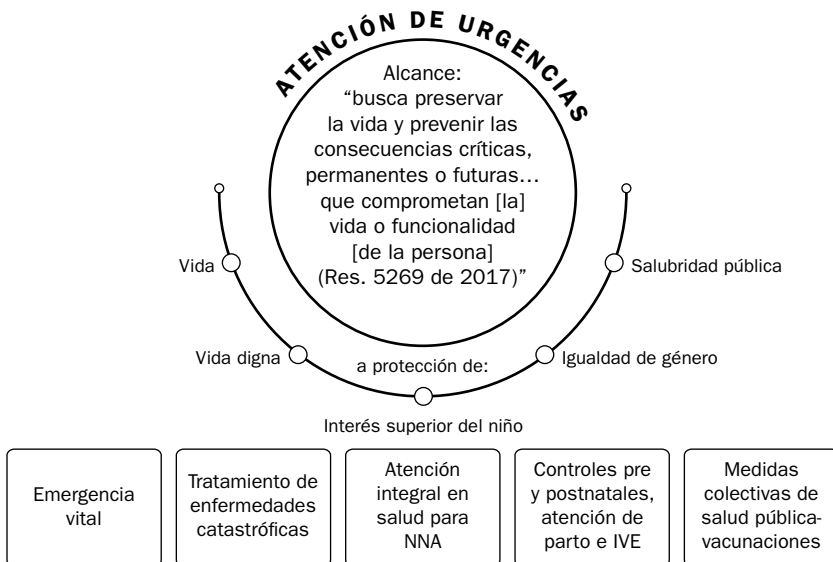 ATENCIÓN DE URGENCIAS
Alcance:
“busca preservar
la vida y prevenir las
consecuencias críticas,
permanentes o futuras...
que comprometan [la]
vida o funcionalidad
[de la persona]
(Res. 5269 de 2017)”
Vida
Salubridad pública
Vida digna
a protección de:
Igualdad de género
Interés superior del niño
Emergencia
vital
Tratamiento de
enfermedades
catastróficas
Atención
integral en
salud para
NNA
Controles pre
y postnatales,
atención de
parto e IVE
Medidas
colectivas de
salud pública-
vacunaciones